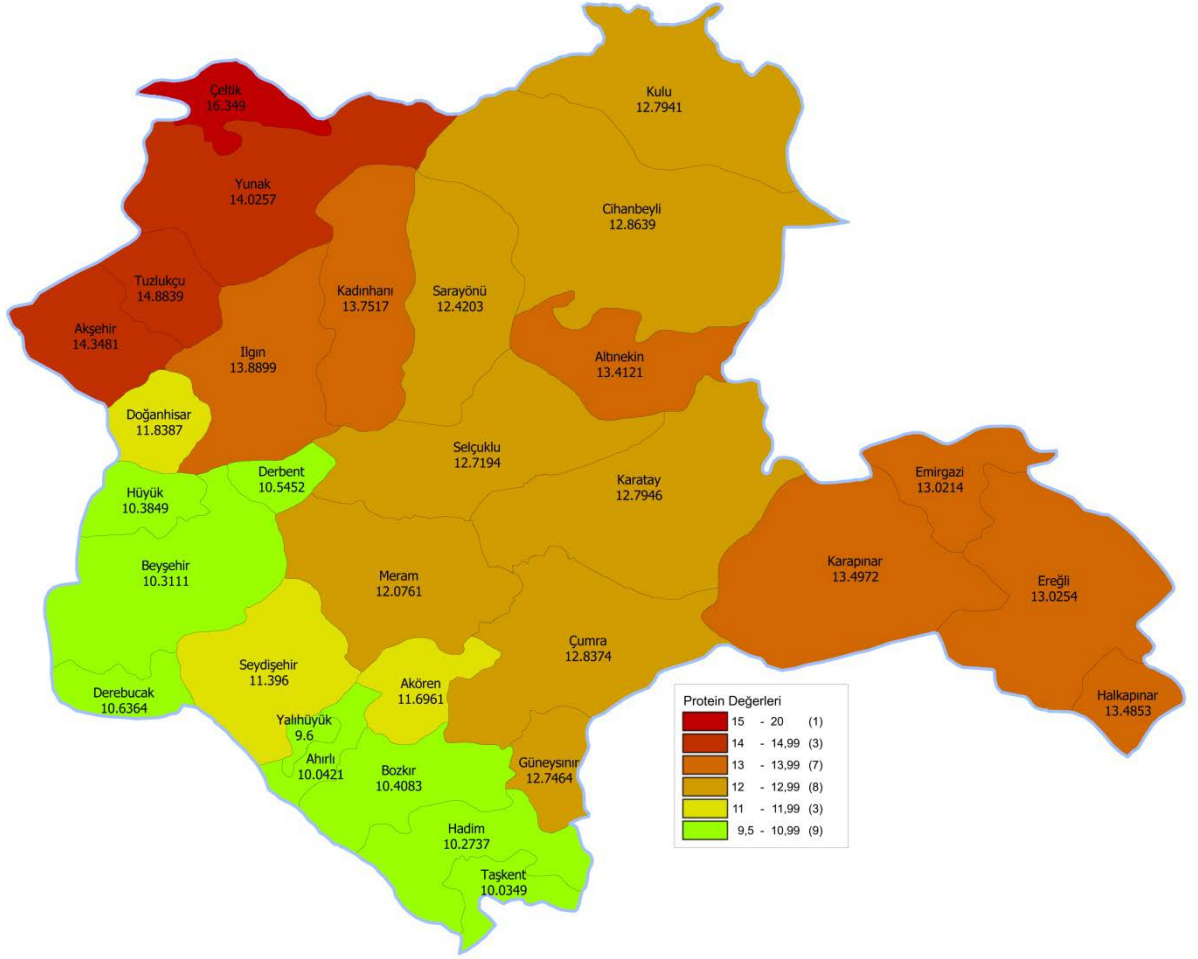 Çeltik
16.349
Kulu
12.7941
Yunak
14.0257
Cihanbeyli
12.8639
Tuzlukçu
14.8839
Kadınhanı
13.7517
Sarayönü
12.4203
Akşehir
14.3481
Ilgın
13.8899
Altınekin
13.4121
Doğanhisar
11.8387
Selçuklu
12.7194
Derbent
10.5452
Karatay
12.7946
Emirgazi
13.0214
Hüyük
10.3849
Beyşehir
10.3111
Meram
12.0761
Karapınar
13.4972
Ereğli
13.0254
Çumra
12.8374
Seydişehir
11.396
Akören
11.6961
Derebucak
10.6364
Halkapınar
13.4853
Yalıhüyük
9.6
Ahırlı
10.0421
Bozkır
10.4083
Güneysınır
12.7464
Hadim
10.2737
Taşkent
10.0349
Protein Değerleri
15 - 20 (1)
14 - 14,99 (3)
13 - 13,99 (7)
12 - 12,99 (8)
11 - 11,99 (3)
9,5 - 10,99 (9)